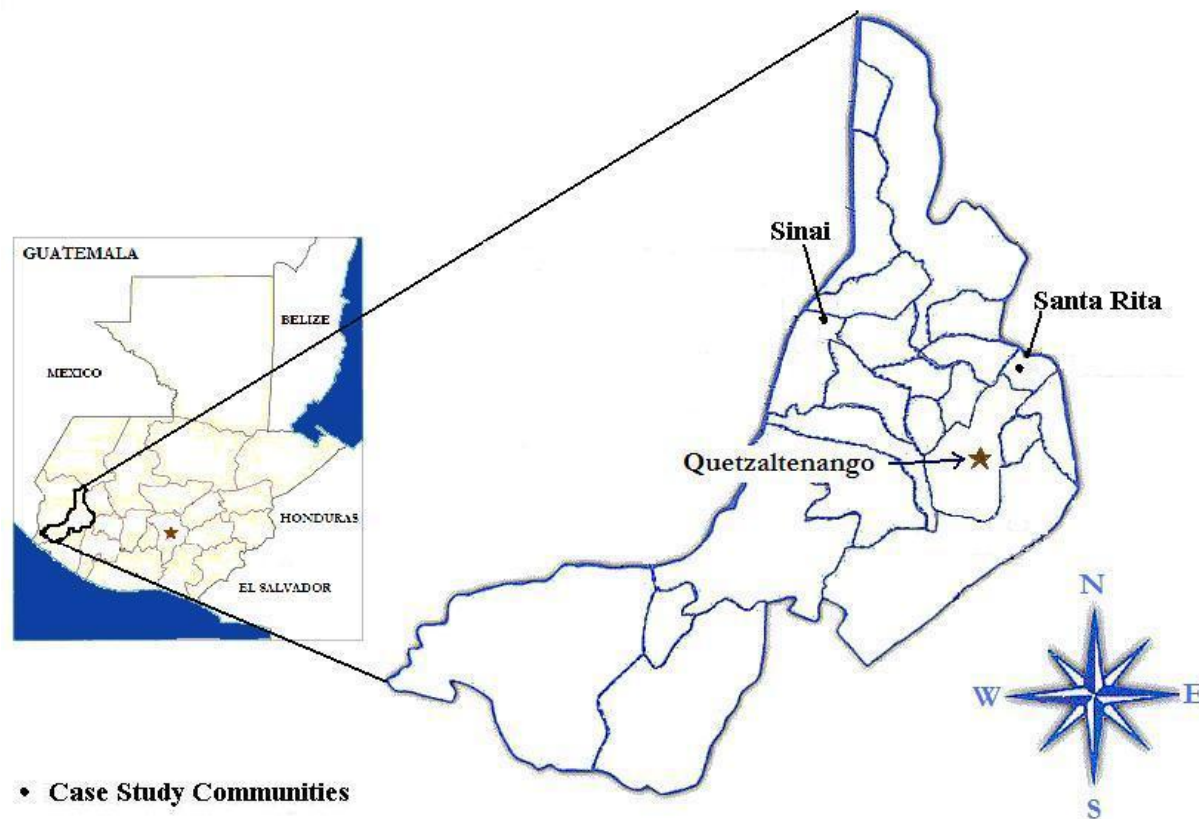 GUATEMALA
BELIZE
MEXICO
HONDURAS
EL SALVADOR
Sinai
Santa Rita
Quetzaltenango
N
W
E
S
• Case Study Communities